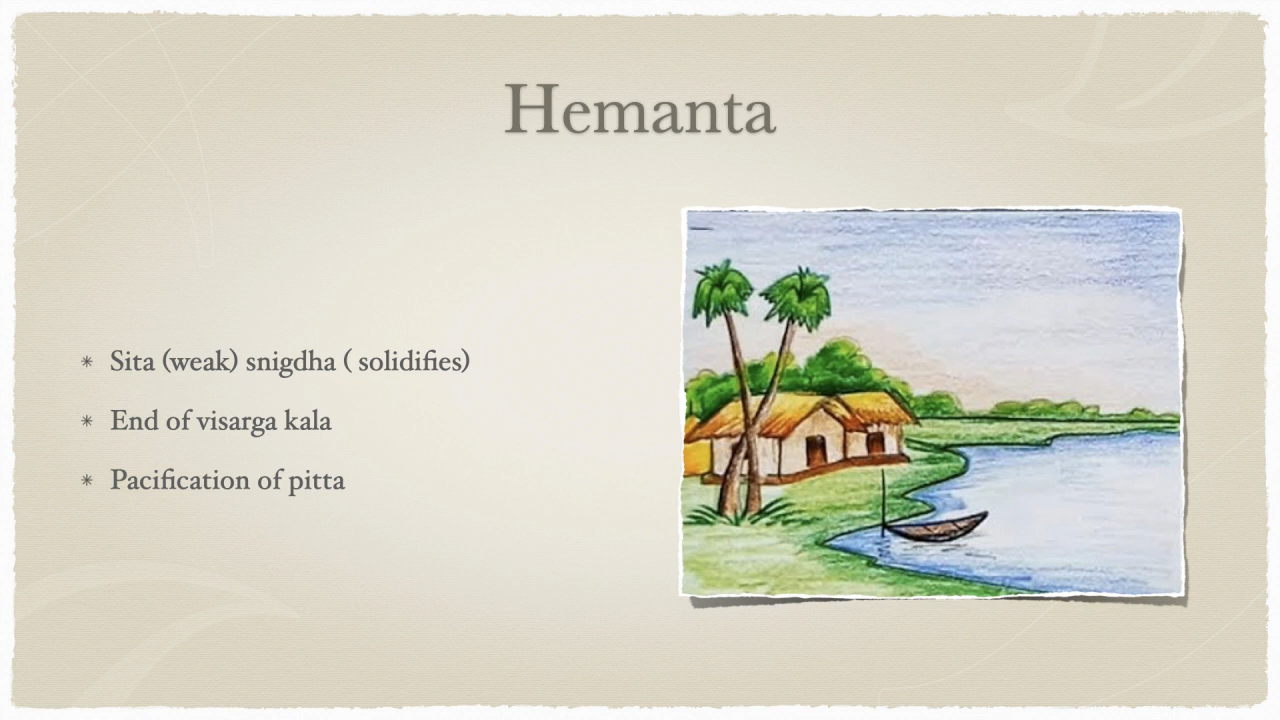 Hemanta
Sita (weak) snigdha ( solidifies)
End of visarga kala
Pacification of pitta